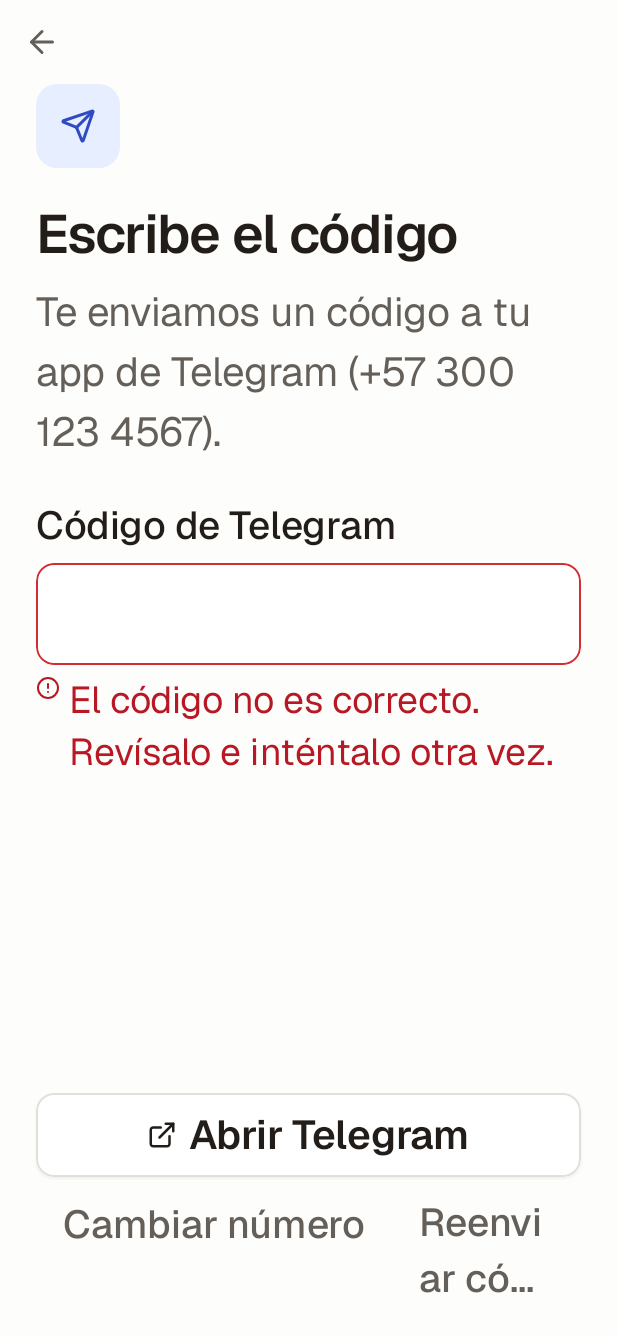 Escribe el código
Te enviamos un código a tu
app de Telegram (+57 300
123 4567).
Código de Telegram
El código no es correcto.
Revísalo e inténtalo otra vez.
Abrir Telegram
Cambiar número
Reenvi
ar có...